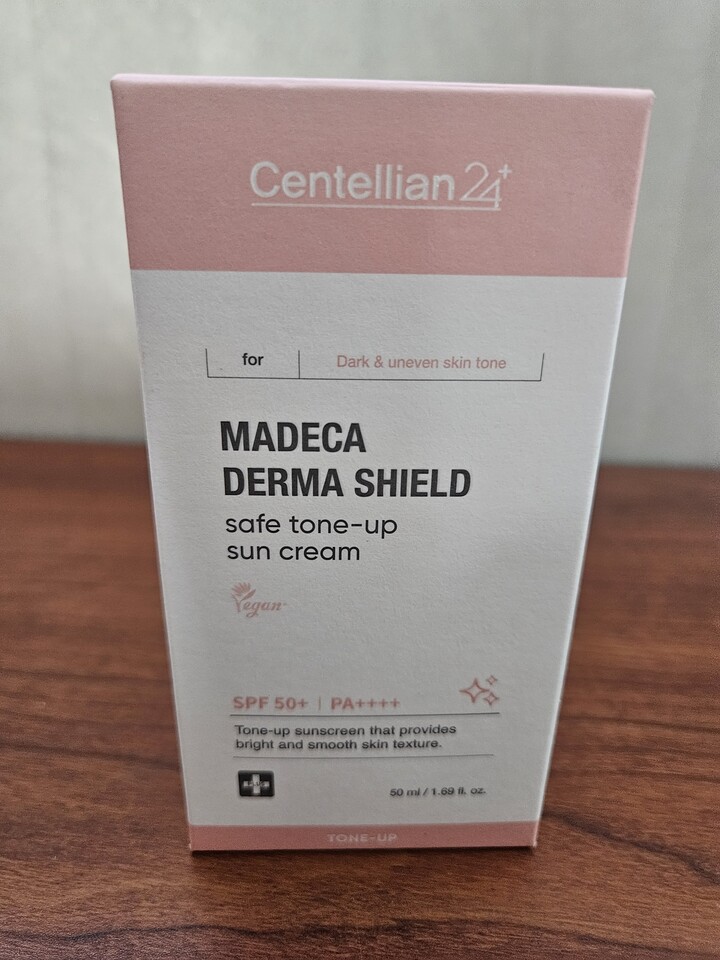 Centellian24+
for Dark & uneven skin tone
MADECA
DERMA SHIELD
safe tone-up
sun cream
Vegan
SPF 50+ | PA++++
Tone-up sunscreen that provides
bright and smooth skin texture.
PLUS
50 ml / 1.69 fl. oz.
TONE-UP